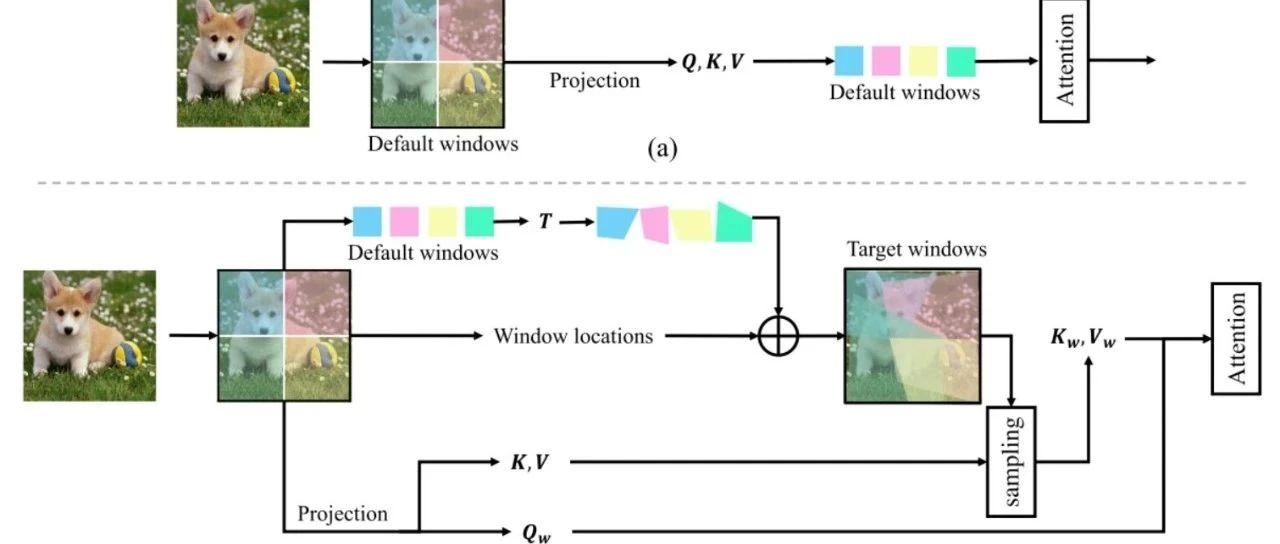 Projection
Q, K, V
Default windows
Default windows
Attention
(a)
Default windows
T
Target windows
Window locations
K_w, V_w
Attention
K, V
sampling
Projection
Q_w